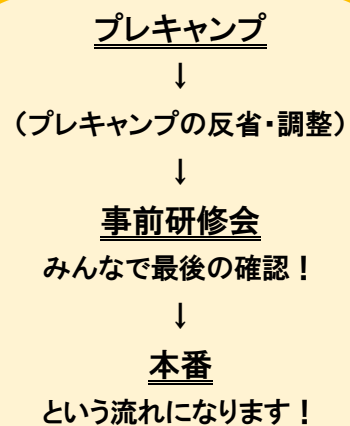 プレキャンプ
↓
（プレキャンプの反省・調整）
↓
事前研修会
みんなで最後の確認！
↓
本番
という流れになります！